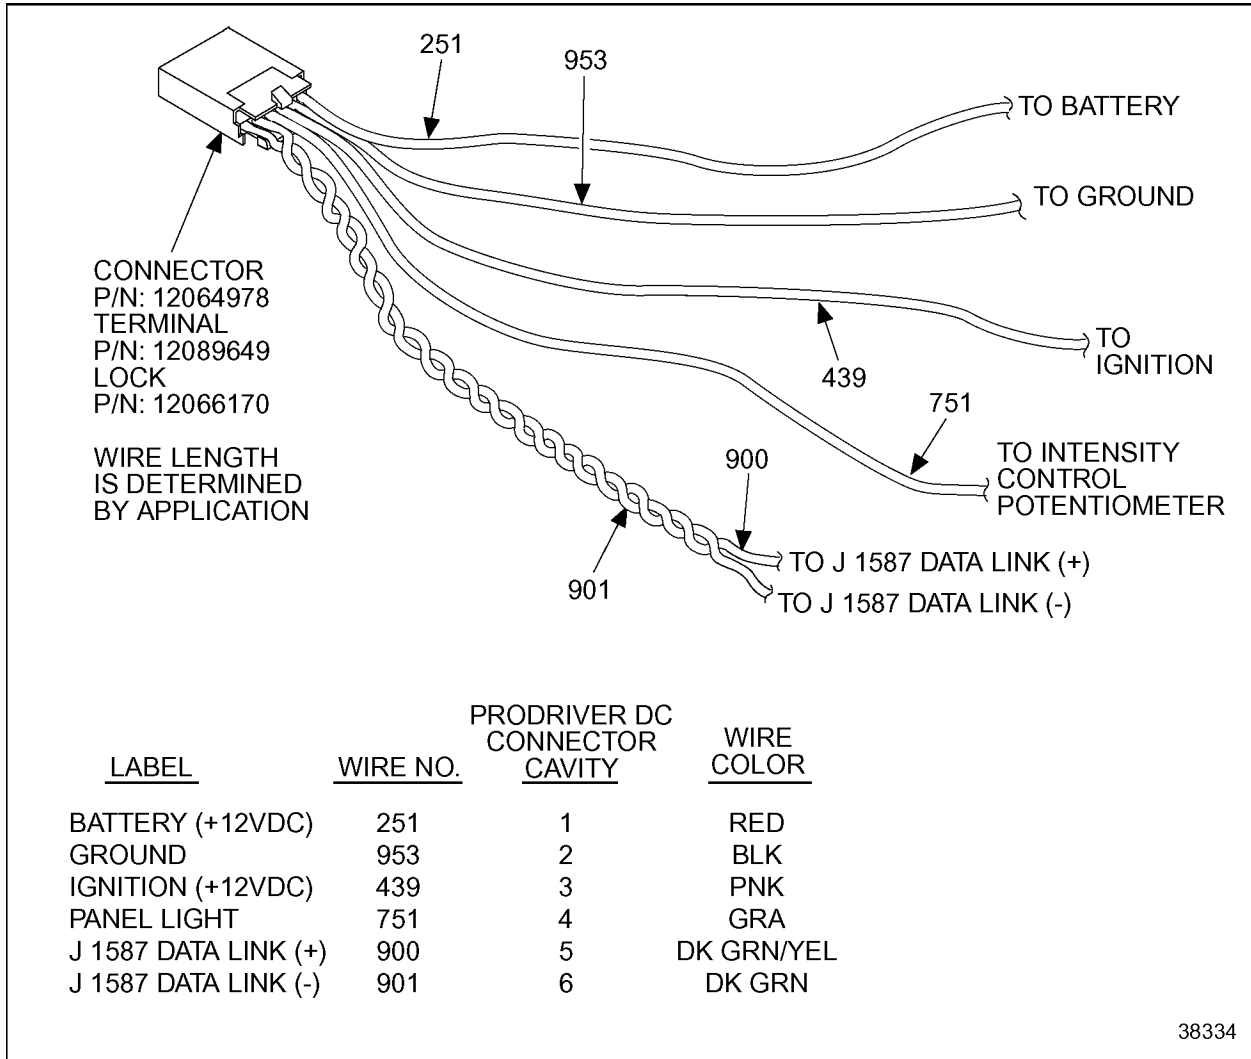 251
953
TO BATTERY
TO GROUND
CONNECTOR
P/N: 12064978
TERMINAL
P/N: 12089649
LOCK
P/N: 12066170
WIRE LENGTH
IS DETERMINED
BY APPLICATION
439
TO
IGNITION
751
TO INTENSITY
CONTROL
POTENTIOMETER
900
901
TO J 1587 DATA LINK (+)
TO J 1587 DATA LINK (-)
LABEL WIRE NO. PRODRIVER DC CONNECTOR CAVITY WIRE COLOR
BATTERY (+12VDC) 251 1 RED
GROUND 953 2 BLK
IGNITION (+12VDC) 439 3 PNK
PANEL LIGHT 751 4 GRA
J 1587 DATA LINK (+) 900 5 DK GRN/YEL
J 1587 DATA LINK (-) 901 6 DK GRN
38334